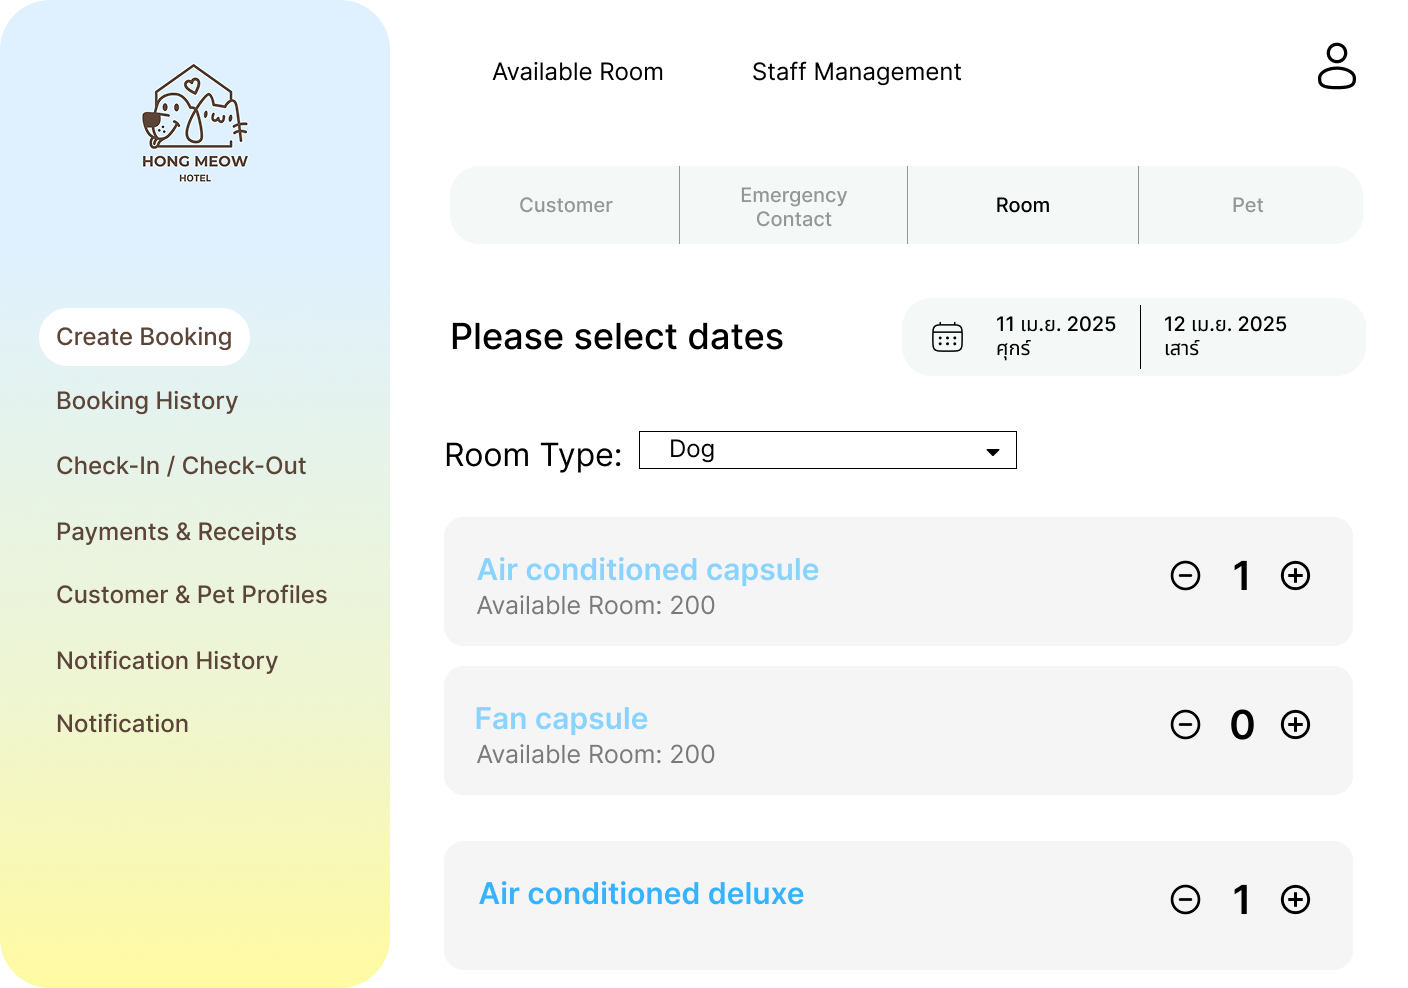 HONG MEOW
HOTEL
Create Booking
Booking History
Check-In / Check-Out
Payments & Receipts
Customer & Pet Profiles
Notification History
Notification
Available Room
Staff Management
Customer
Emergency
Contact
Room
Pet
Please select dates
11 เม.ย. 2025
ศุกร์
12 เม.ย. 2025
เสาร์
Room Type:
Dog
Air conditioned capsule
Available Room: 200
1
Fan capsule
Available Room: 200
0
Air conditioned deluxe
1